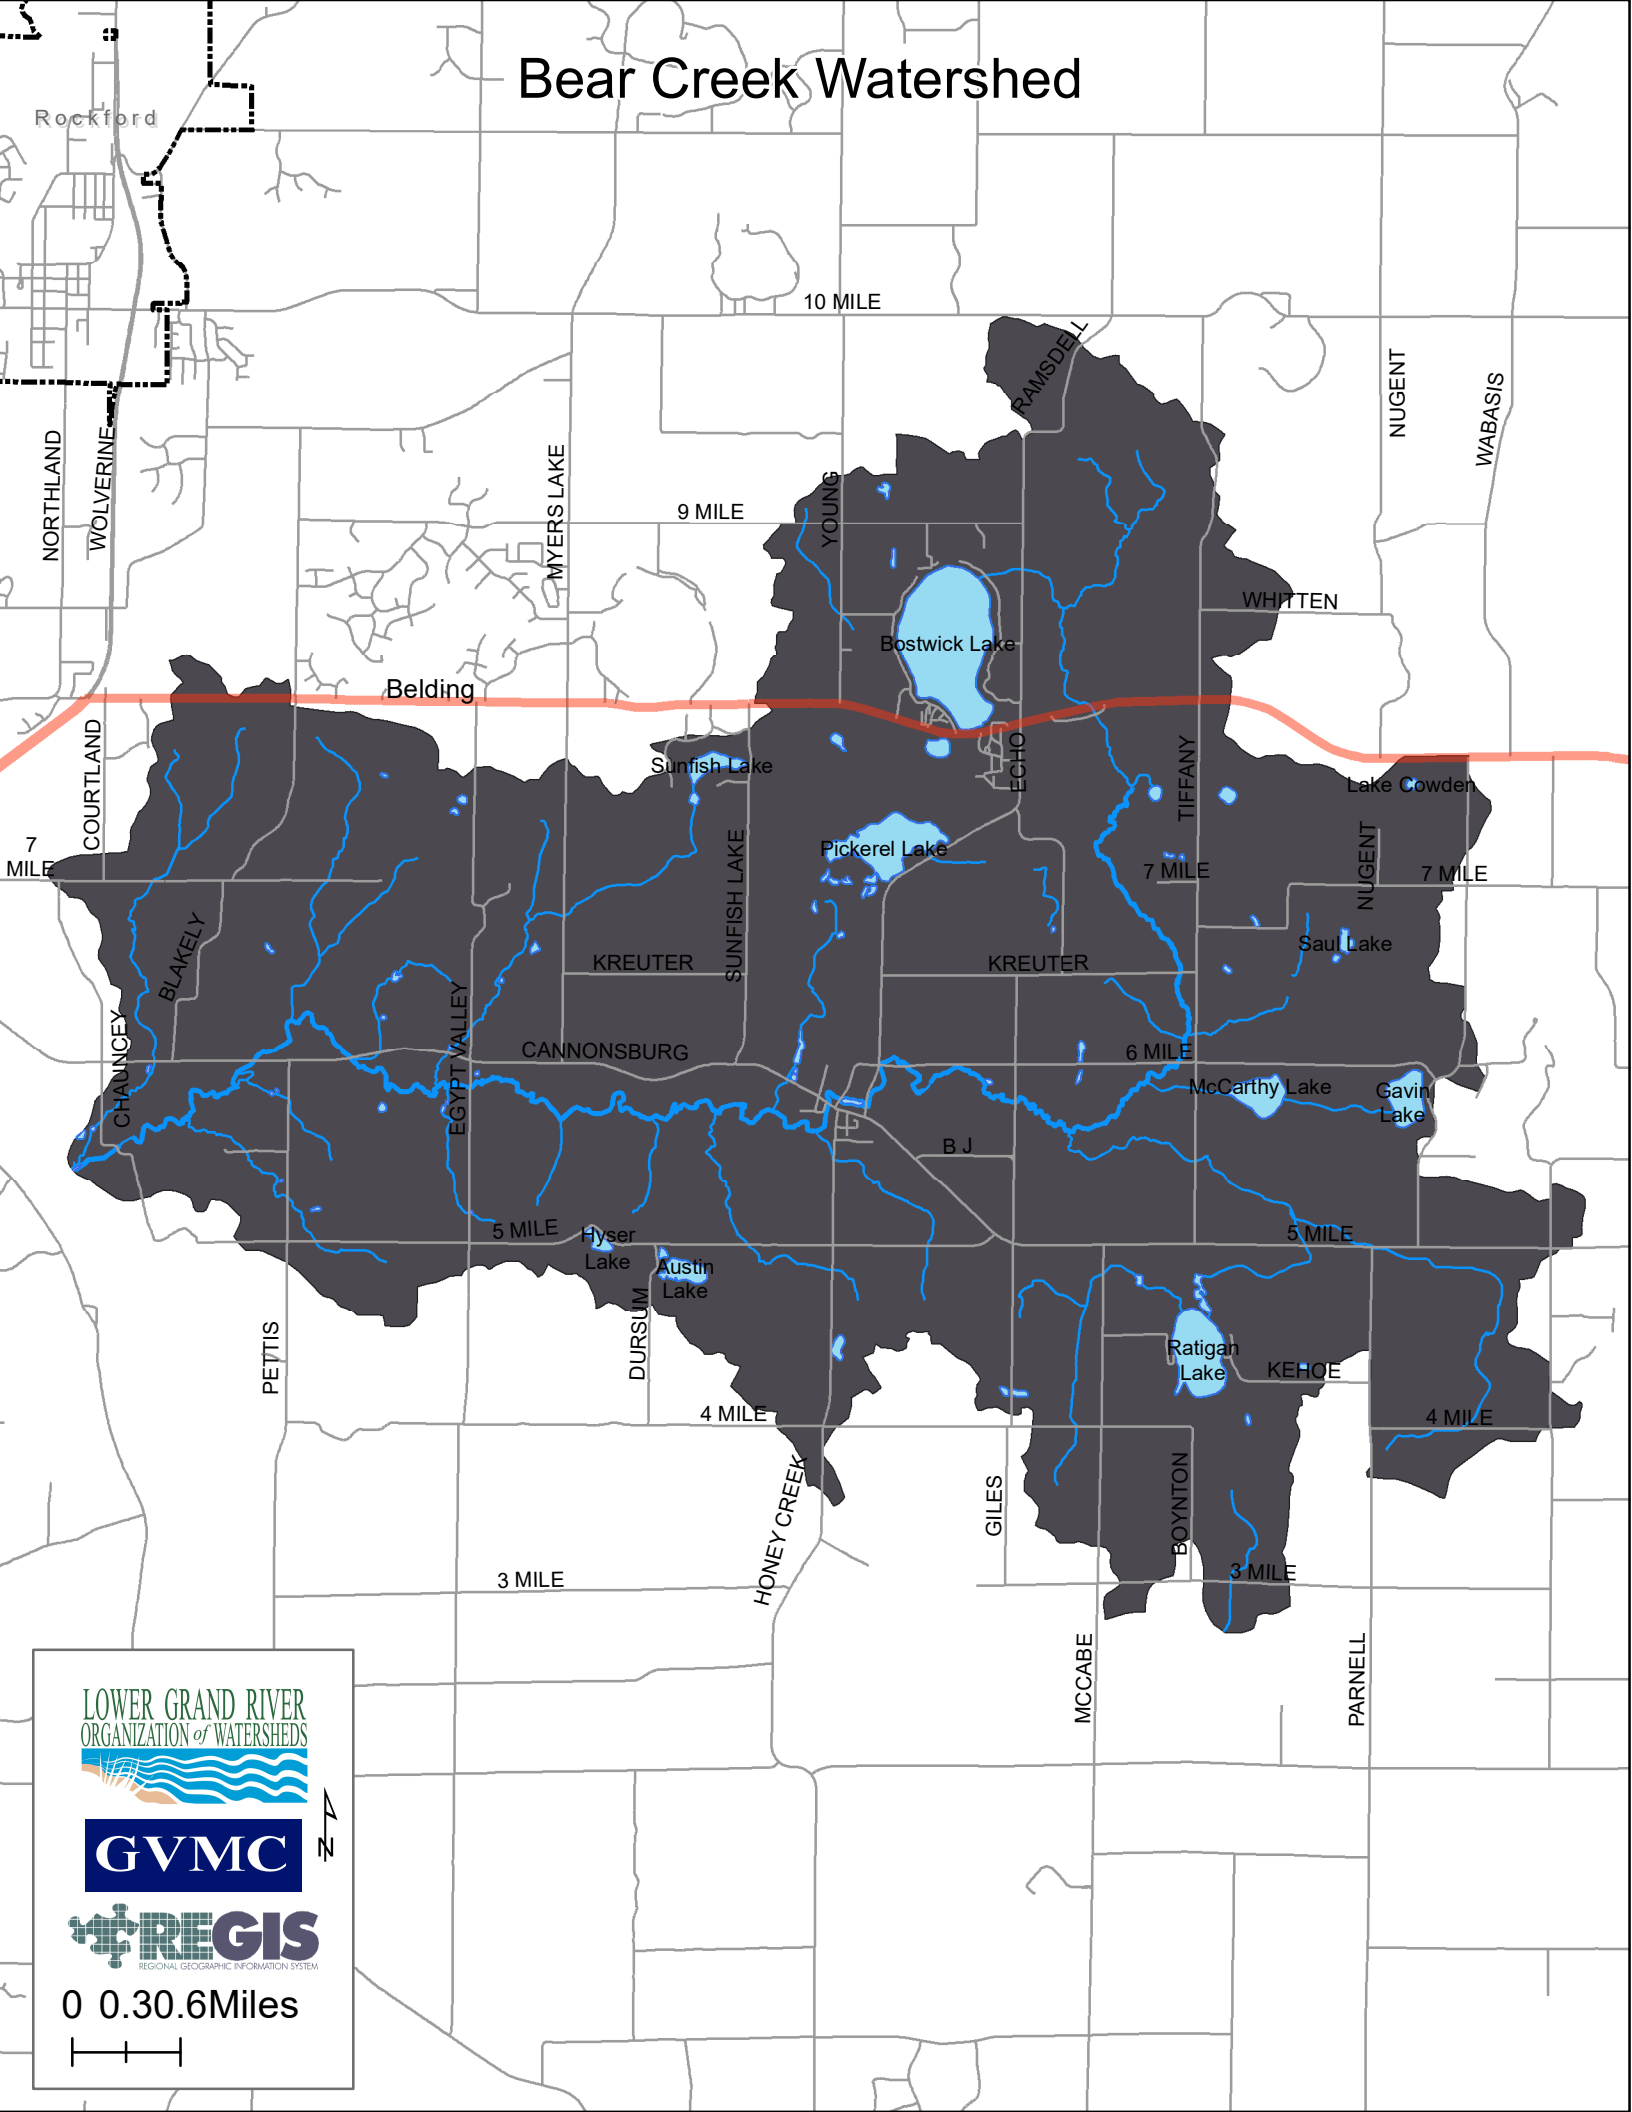 Bear Creek Watershed
Rockford
10 MILE
RAMSDELL
NUGENT
WABASIS
NORTHLAND
WOLVERINE
MYERS LAKE
YOUNG
9 MILE
WHITTEN
Bostwick Lake
Belding
COURTLAND
Sunfish Lake
ECHO
TIFFANY
Lake Cowden
7
MILE
Pickerel Lake
SUNFISH LAKE
7 MILE
NUGENT
7 MILE
BLAKELY
KREUTER
KREUTER
Saul Lake
CHAUNCEY
EGYPT VALLEY
CANNONSBURG
6 MILE
McCarthy Lake
Gavin
Lake
B J
5 MILE
Hyser
Lake
5 MILE
Austin
Lake
PETTIS
DURSUM
Ratigan
Lake
KEHOE
4 MILE
4 MILE
HONEY CREEK
GILES
BOYNTON
3 MILE
3 MILE
MCCABE
PARNELL
LOWER GRAND RIVER
ORGANIZATION of WATERSHEDS
GVMC
N
REGIS
REGIONAL GEOGRAPHIC INFORMATION SYSTEM
0 0.30.6Miles